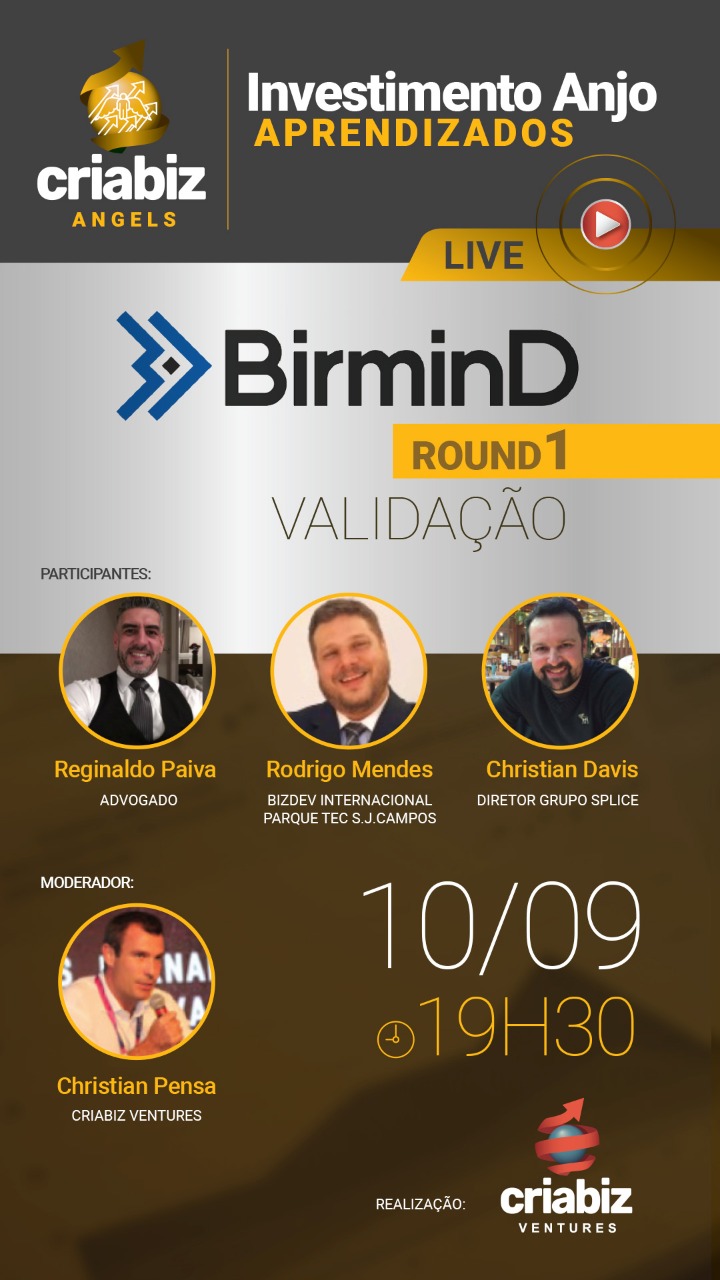 criabiz
ANGELS
Investimento Anjo
APRENDIZADOS
LIVE
BirminD
ROUND1
VALIDAÇÃO
PARTICIPANTES:
Reginaldo Paiva
ADVOGADO
Rodrigo Mendes
BIZDEV INTERNACIONAL
PARQUE TEC S.J.CAMPOS
Christian Davis
DIRETOR GRUPO SPLICE
MODERADOR:
Christian Pensa
CRIABIZ VENTURES
10/09
19H30
REALIZAÇÃO:
criabiz
VENTURES